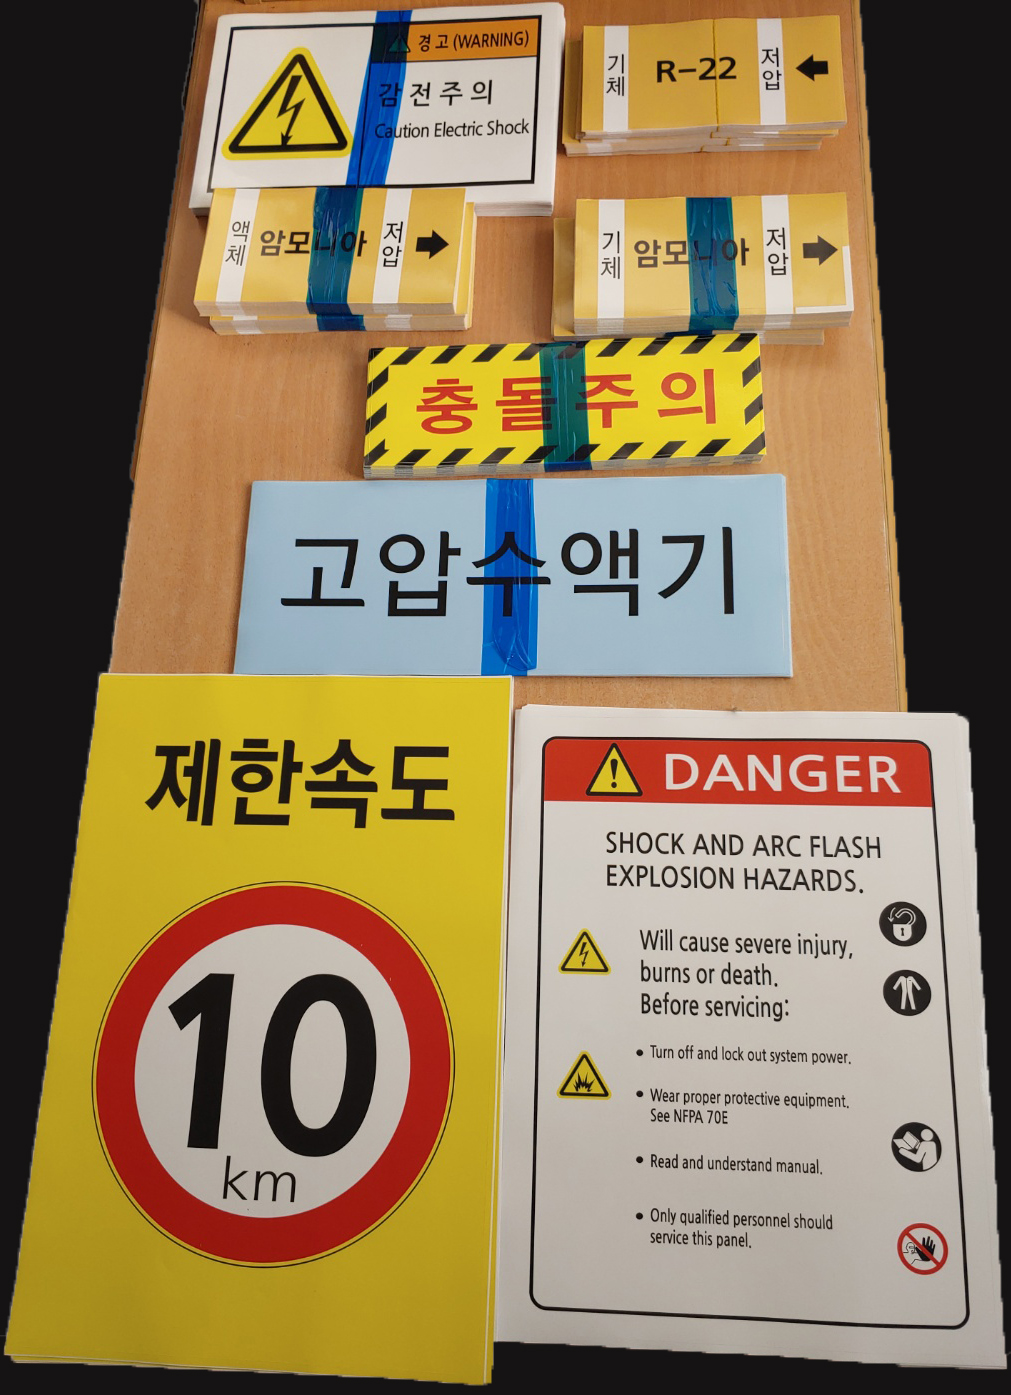 경고 (WARNING)
감전주의
Caution Electric Shock
기체
R-22
저압
액체
암모니아
저압
기체
암모니아
저압
충돌주의
고압수액기
제한속도
10
km
DANGER
SHOCK AND ARC FLASH
EXPLOSION HAZARDS.
Will cause severe injury,
burns or death.
Before servicing:
• Turn off and lock out system power.
• Wear proper protective equipment.
See NFPA 70E
• Read and understand manual.
• Only qualified personnel should
service this panel.